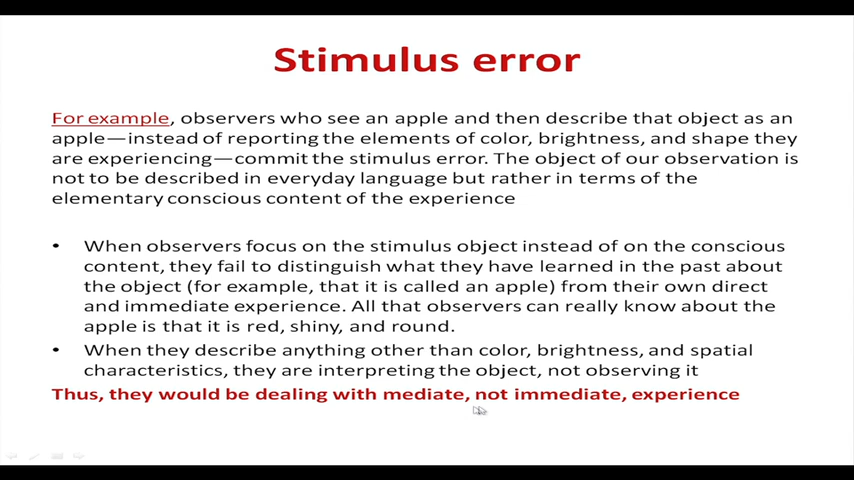 Stimulus error
For example, observers who see an apple and then describe that object as an
apple—instead of reporting the elements of color, brightness, and shape they
are experiencing—commit the stimulus error. The object of our observation is
not to be described in everyday language but rather in terms of the
elementary conscious content of the experience
• When observers focus on the stimulus object instead of on the conscious
content, they fail to distinguish what they have learned in the past about
the object (for example, that it is called an apple) from their own direct
and immediate experience. All that observers can really know about the
apple is that it is red, shiny, and round.
• When they describe anything other than color, brightness, and spatial
characteristics, they are interpreting the object, not observing it
Thus, they would be dealing with mediate, not immediate, experience